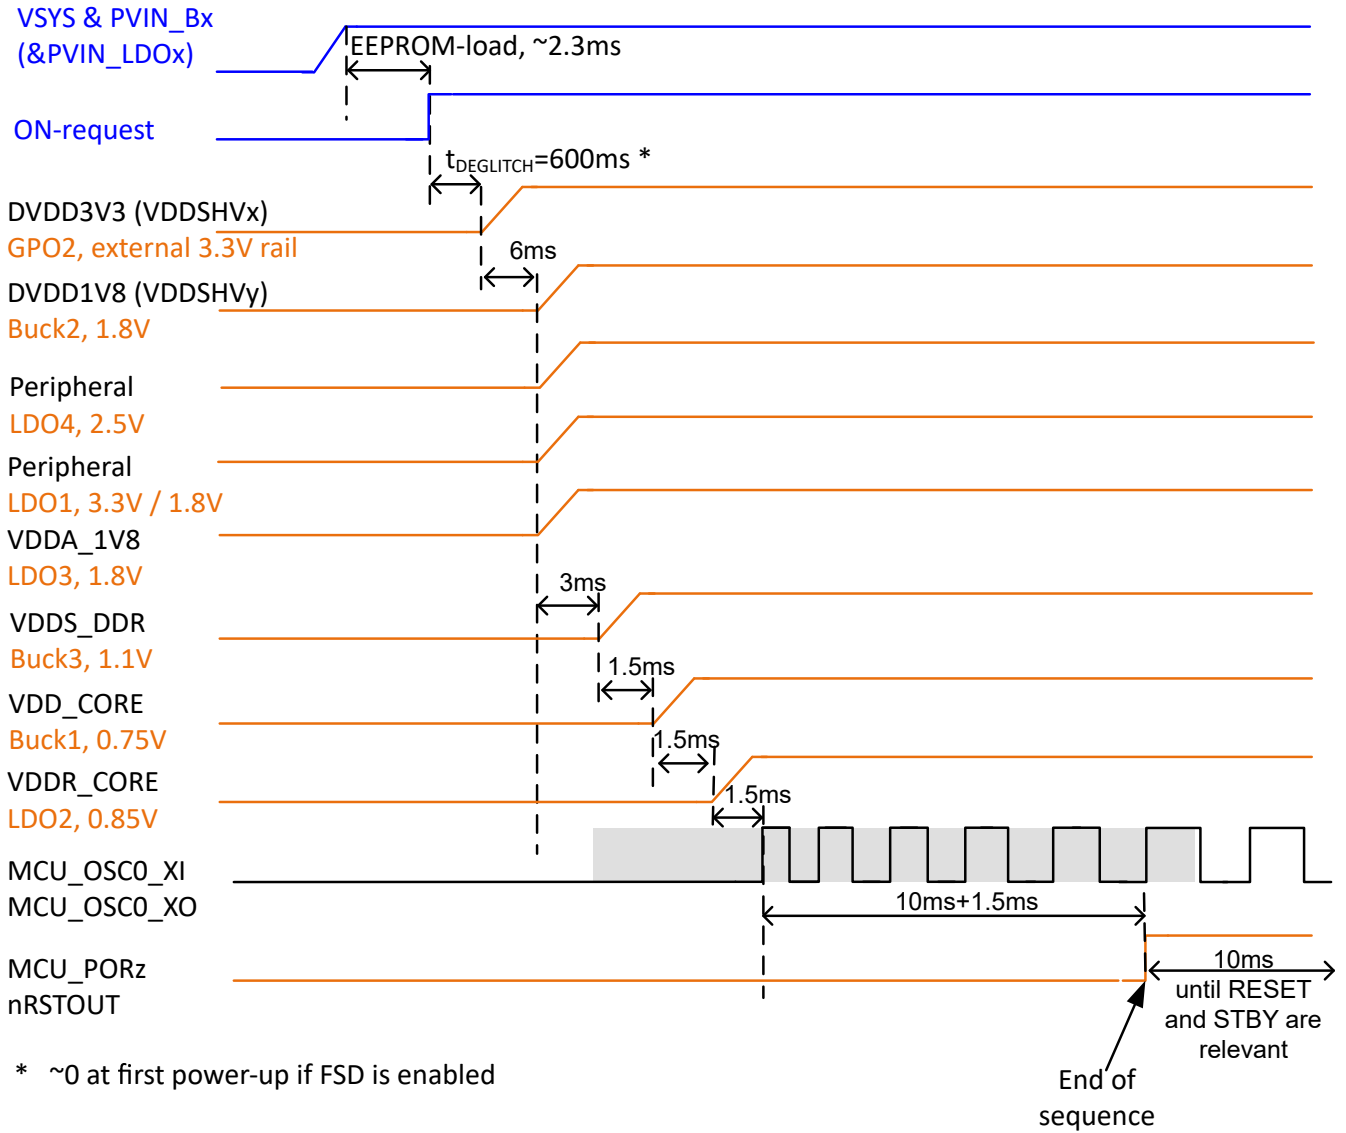 VSYS & PVIN_Bx
(&PVIN_LDOx)
EEPROM-load, ~2.3ms
ON-request
tDEGLITCH=600ms *
DVDD3V3 (VDDSHVx)
GPO2, external 3.3V rail
6ms
DVDD1V8 (VDDSHVy)
Buck2, 1.8V
Peripheral
LDO4, 2.5V
Peripheral
LDO1, 3.3V / 1.8V
VDDA_1V8
LDO3, 1.8V
3ms
VDDS_DDR
Buck3, 1.1V
1.5ms
VDD_CORE
Buck1, 0.75V
1.5ms
VDDR_CORE
LDO2, 0.85V
1.5ms
MCU_OSC0_XI
MCU_OSC0_XO
10ms+1.5ms
MCU_PORz
nRSTOUT
10ms
until RESET
and STBY are
relevant
* ~0 at first power-up if FSD is enabled
End of
sequence